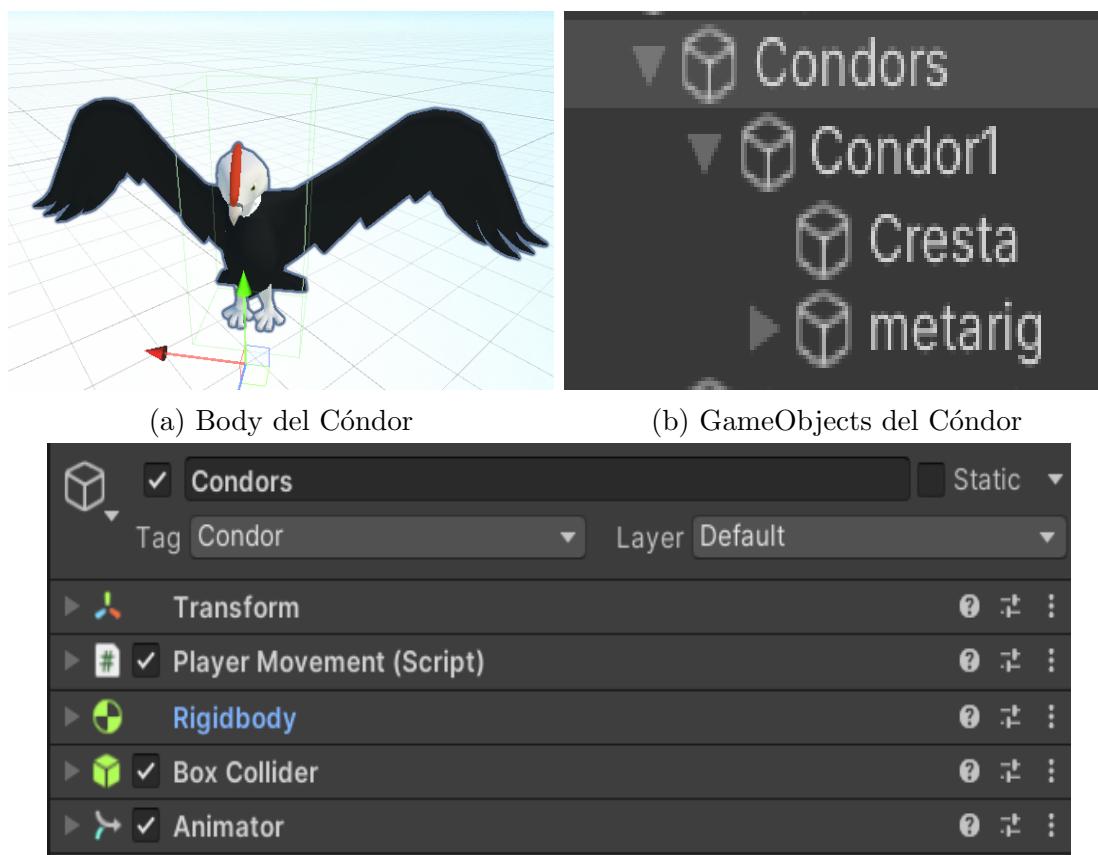 Condors
Condor1
Cresta
metarig
(a) Body del Cóndor
(b) GameObjects del Cóndor
Condors Static
Tag Condor Layer Default
Transform
Player Movement (Script)
Rigidbody
Box Collider
Animator